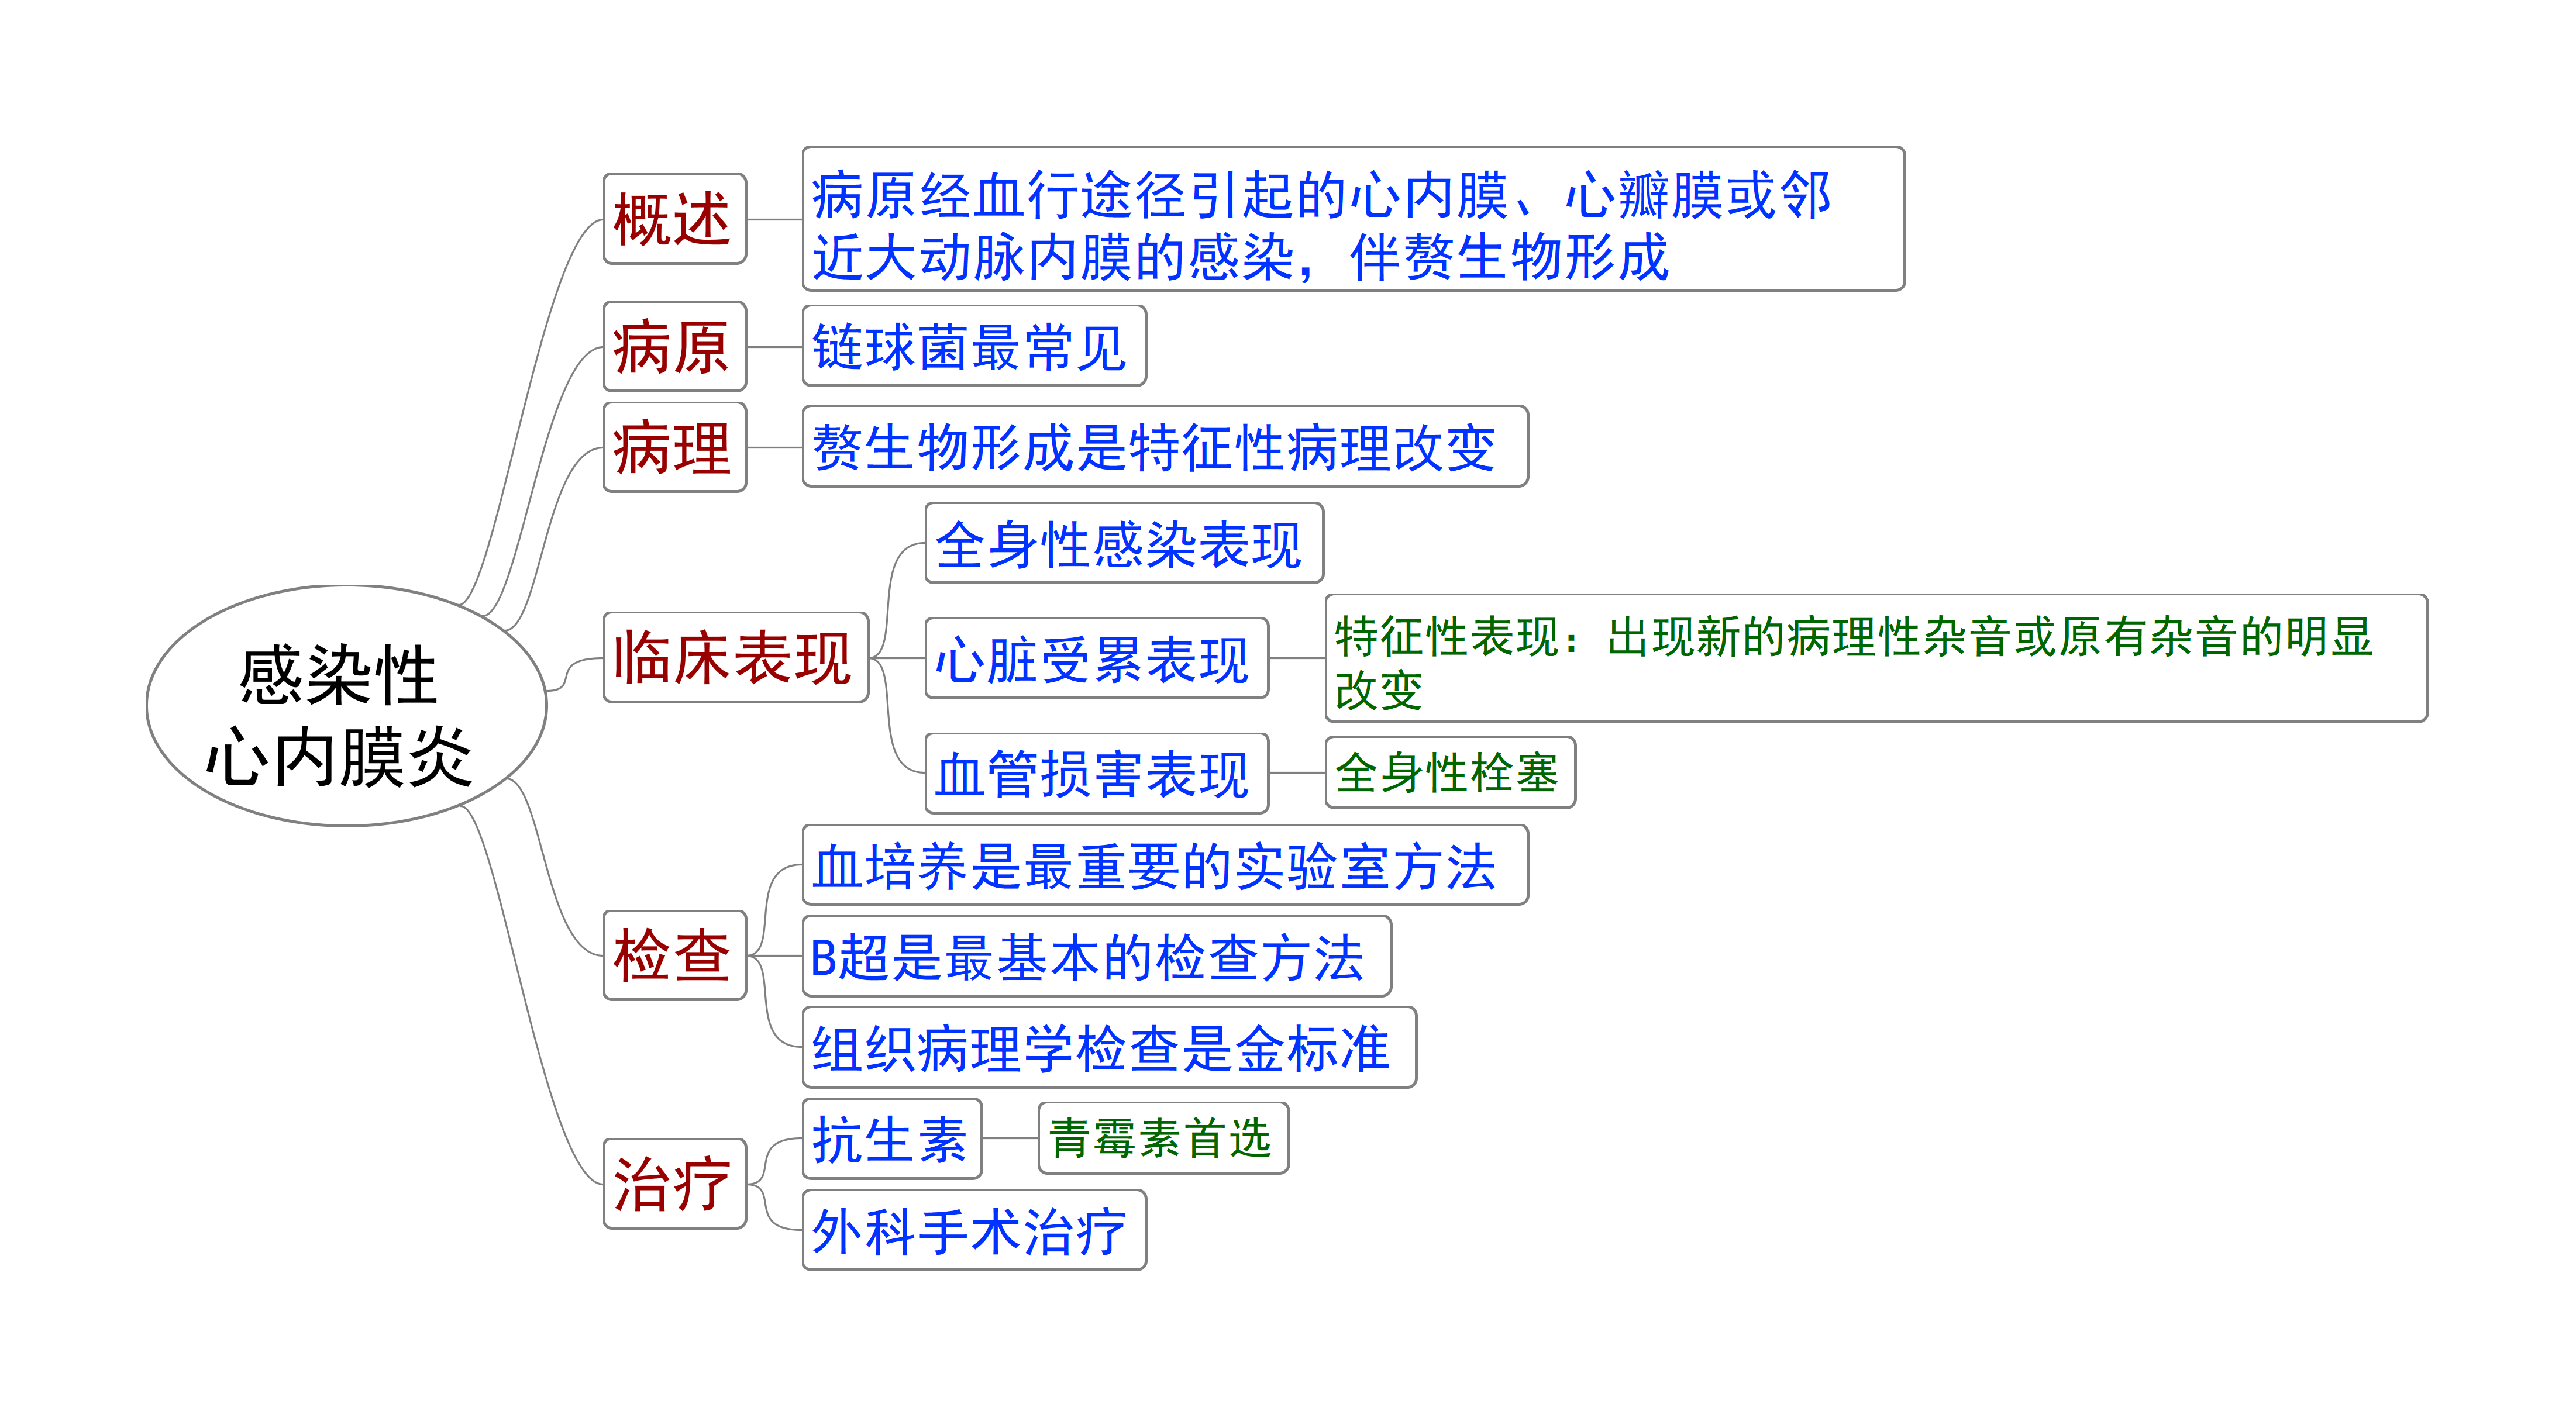 感染性
心内膜炎
概述
病原经血行途径引起的心内膜、心瓣膜或邻
近大动脉内膜的感染，伴赘生物形成
病原
链球菌最常见
病理
赘生物形成是特征性病理改变
临床表现
全身性感染表现
心脏受累表现
特征性表现：出现新的病理性杂音或原有杂音的明显
改变
血管损害表现
全身性栓塞
检查
血培养是最重要的实验室方法
B超是最基本的检查方法
组织病理学检查是金标准
治疗
抗生素
青霉素首选
外科手术治疗